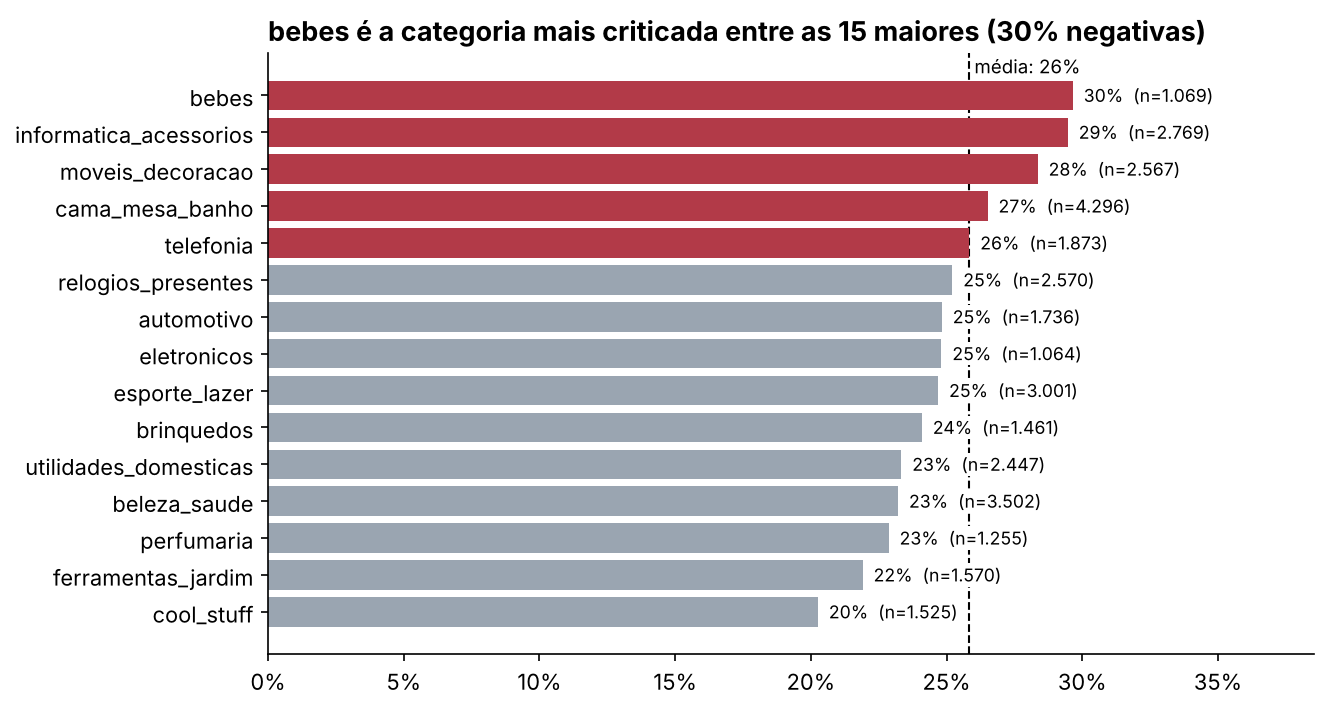 bebes é a categoria mais criticada entre as 15 maiores (30% negativas)
média: 26%
bebes 30% (n=1.069)
informatica_acessorios 29% (n=2.769)
moveis_decoracao 28% (n=2.567)
cama_mesa_banho 27% (n=4.296)
telefonia 26% (n=1.873)
relogios_presentes 25% (n=2.570)
automotivo 25% (n=1.736)
eletronicos 25% (n=1.064)
esporte_lazer 25% (n=3.001)
brinquedos 24% (n=1.461)
utilidades_domesticas 23% (n=2.447)
beleza_saude 23% (n=3.502)
perfumaria 23% (n=1.255)
ferramentas_jardim 22% (n=1.570)
cool_stuff 20% (n=1.525)
0% 5% 10% 15% 20% 25% 30% 35%